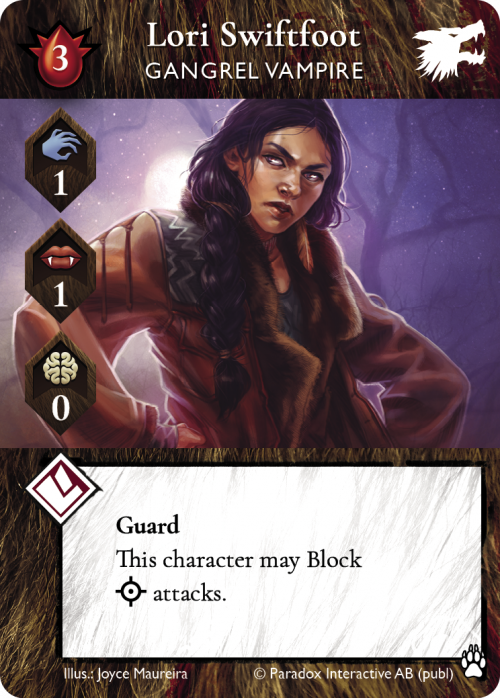 3
Lori Swiftfoot
GANGREL VAMPIRE
1
1
0
Guard
This character may Block
attacks.
Illus.: Joyce Maureira
© Paradox Interactive AB (publ)